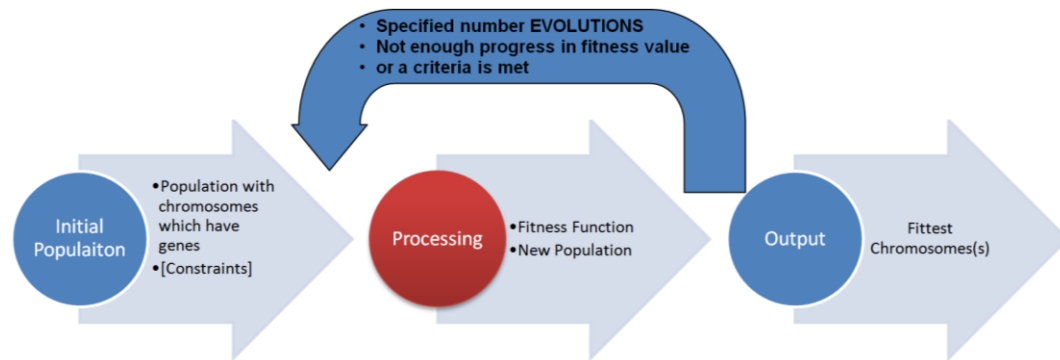 • Specified number EVOLUTIONS
• Not enough progress in fitness value
• or a criteria is met
Initial
Populaiton
•Population with
chromosomes
which have
genes
•[Constraints]
Processing
•Fitness Function
•New Population
Output
Fittest
Chromosomes(s)